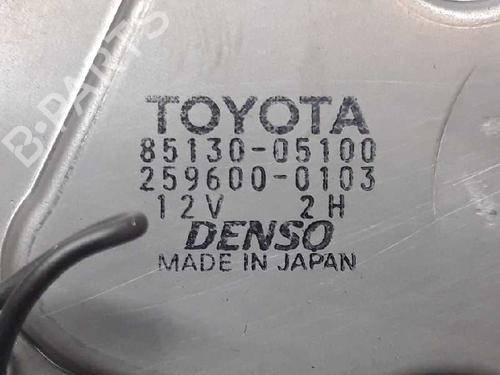 B-PARTS
TOYOTA
85130-05100
259600-0103
12V 2H
DENSO
MADE IN JAPAN